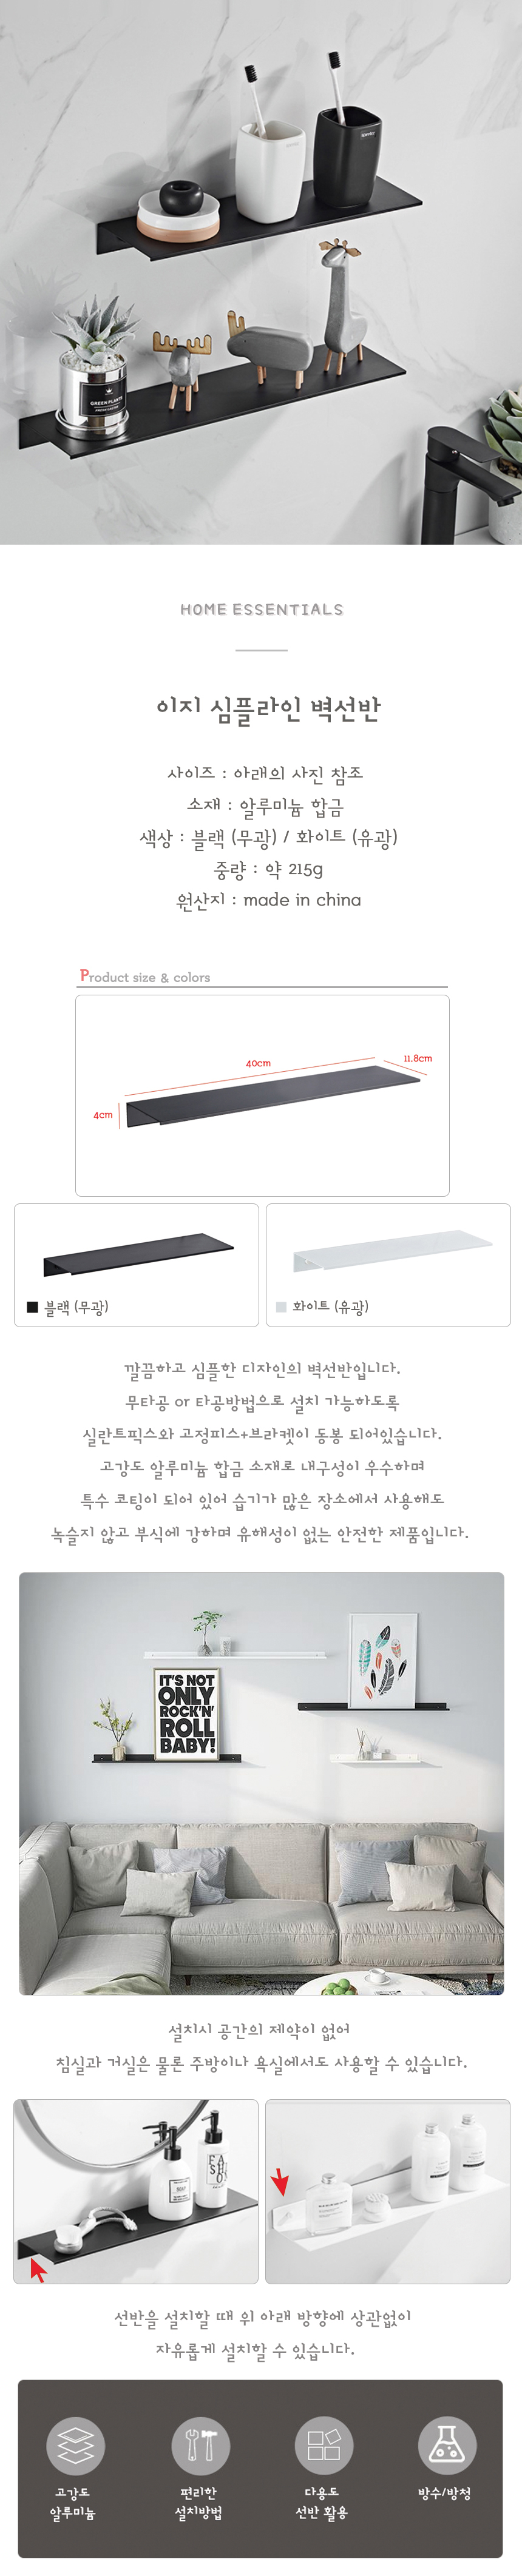 GREEN PLANTS
HOME ESSENTIALS
이지 심플라인 벽선반
사이즈 : 아래의 사진 참조
소재 : 알루미늄 합금
색상 : 블랙 (무광) / 화이트 (유광)
중량 : 약 215g
원산지 : made in china
Product size & colors
40cm
11.8cm
4cm
블랙 (무광)
화이트 (유광)
깔끔하고 심플한 디자인의 벽선반입니다.
무타공 or 타공방법으로 설치 가능하도록
실란트픽스와 고정피스+브라켓이 동봉 되어있습니다.
고강도 알루미늄 합금 소재로 내구성이 우수하며
특수 코팅이 되어 있어 습기가 많은 장소에서 사용해도
녹슬지 않고 부식에 강하며 유해성이 없는 안전한 제품입니다.
IT'S NOT
ONLY
ROCK'N'
ROLL
BABY!
설치시 공간의 제약이 없어
침실과 거실은 물론 주방이나 욕실에서도 사용할 수 있습니다.
선반을 설치할 때 위 아래 방향에 상관없이
자유롭게 설치할 수 있습니다.
고강도
알루미늄
편리한
설치방법
다용도
선반 활용
방수/방청